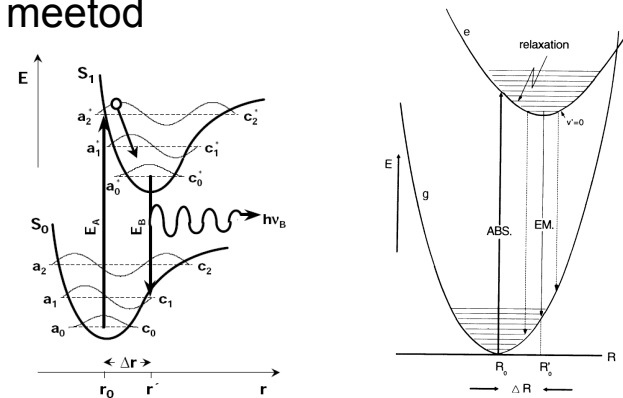 meetod
E
S1
a2*
c2*
a1*
c1*
a0*
c0*
EA
EB
hνB
S0
a2
c2
a1
c1
a0
c0
Δr
r0
r´
r
e
relaxation
v'=0
E
g
ABS.
EM.
R
R0
R'0
ΔR